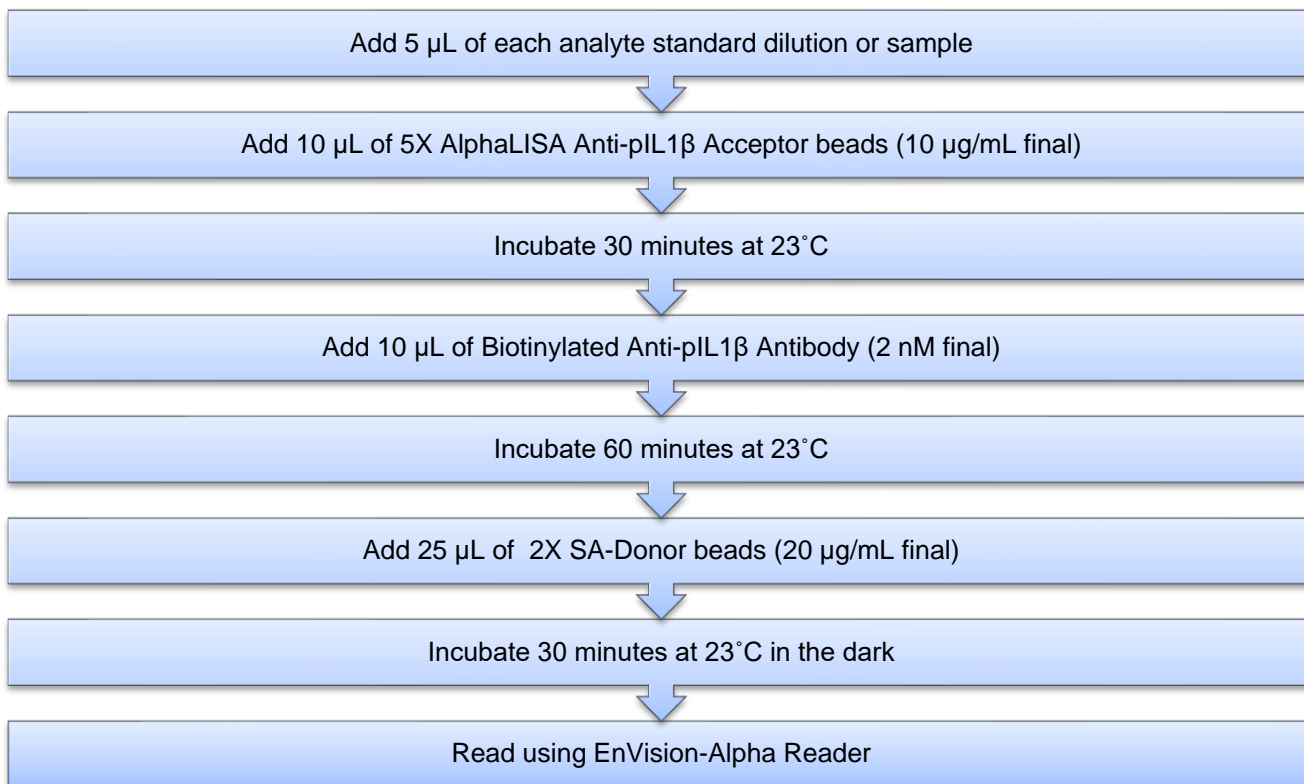 Add 5 µL of each analyte standard dilution or sample
Add 10 µL of 5X AlphaLISA Anti-pIL1β Acceptor beads (10 µg/mL final)
Incubate 30 minutes at 23˚C
Add 10 µL of Biotinylated Anti-pIL1β Antibody (2 nM final)
Incubate 60 minutes at 23˚C
Add 25 µL of  2X SA-Donor beads (20 µg/mL final)
Incubate 30 minutes at 23˚C in the dark
Read using EnVision-Alpha Reader